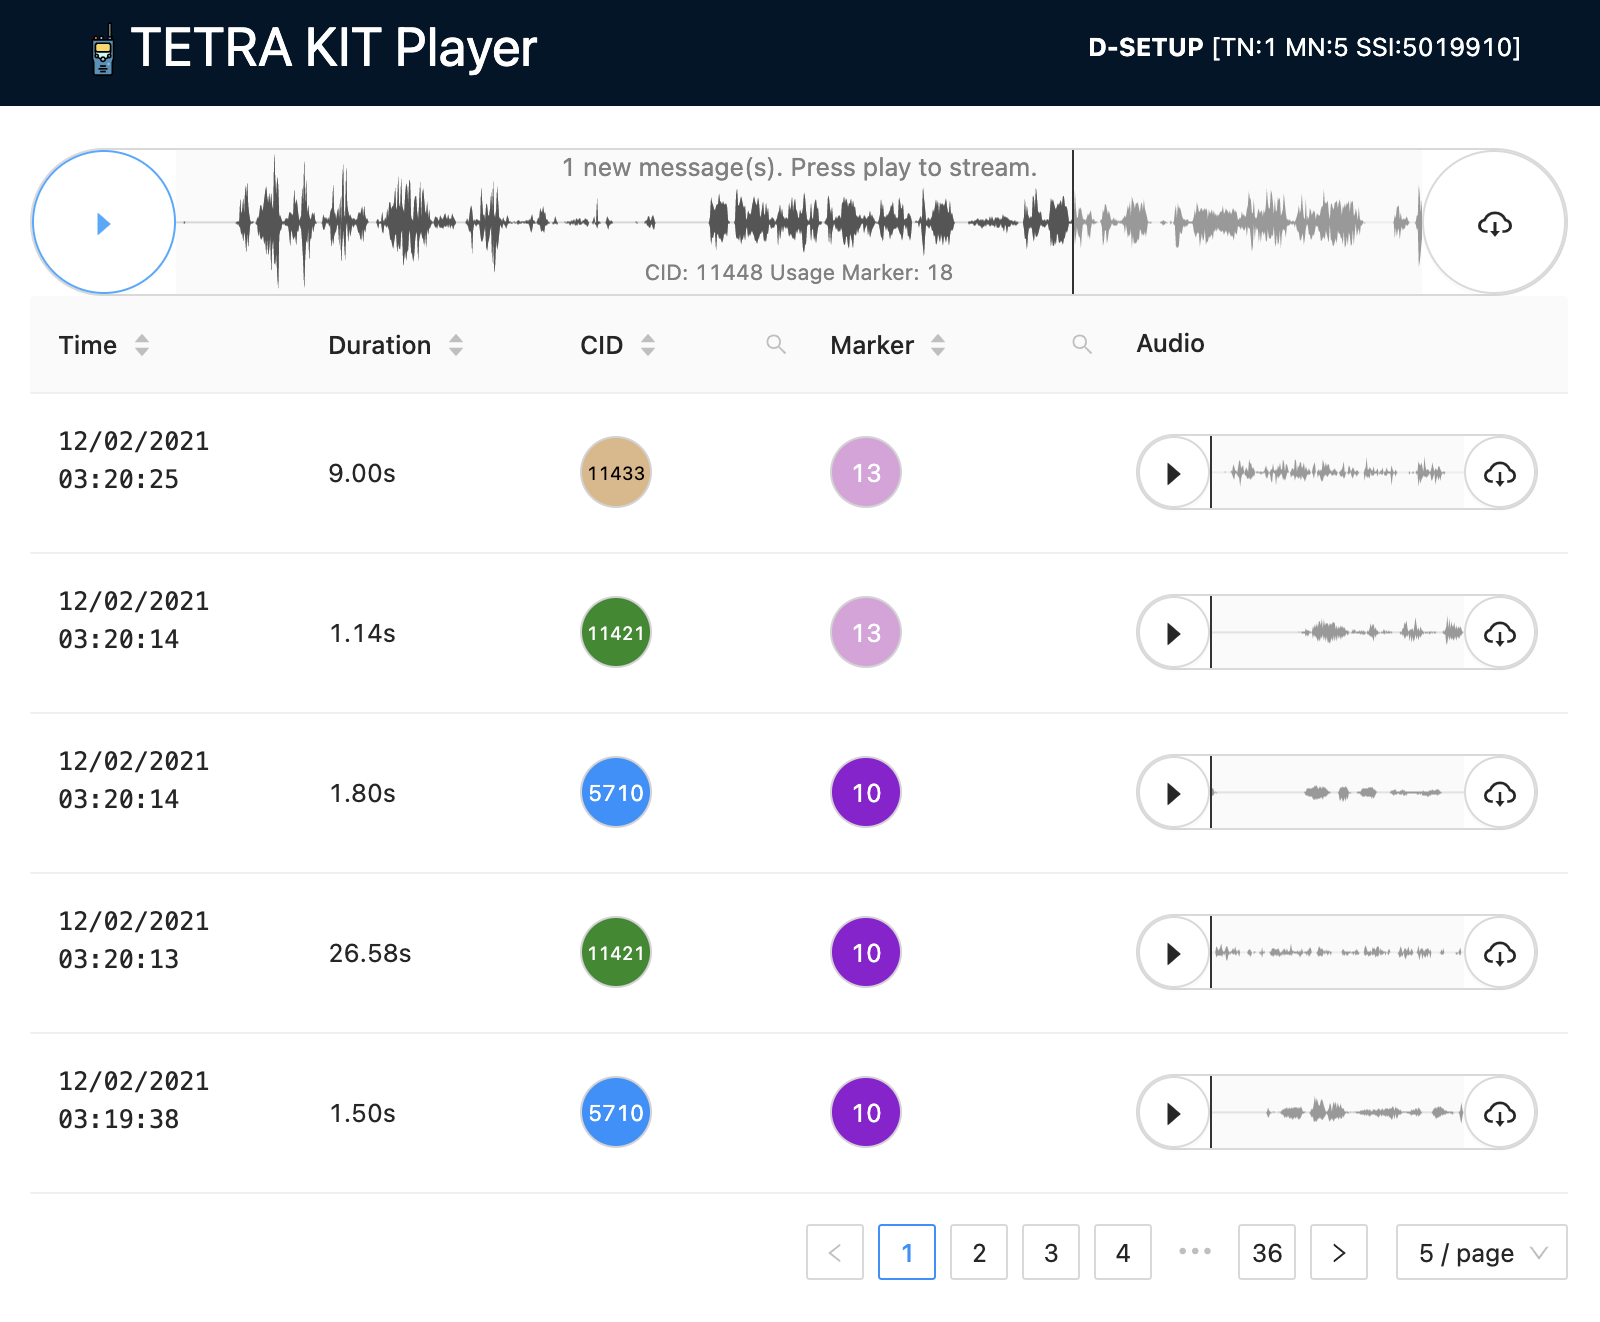 TETRA KIT Player
D-SETUP [TN:1 MN:5 SSI:5019910]
1 new message(s). Press play to stream.
CID: 11448 Usage Marker: 18
Time Duration CID Marker Audio
12/02/2021
03:20:25
9.00s 11433 13
12/02/2021
03:20:14
1.14s 11421 13
12/02/2021
03:20:14
1.80s 5710 10
12/02/2021
03:20:13
26.58s 11421 10
12/02/2021
03:19:38
1.50s 5710 10
< 1 2 3 4 ••• 36 > 5 / page